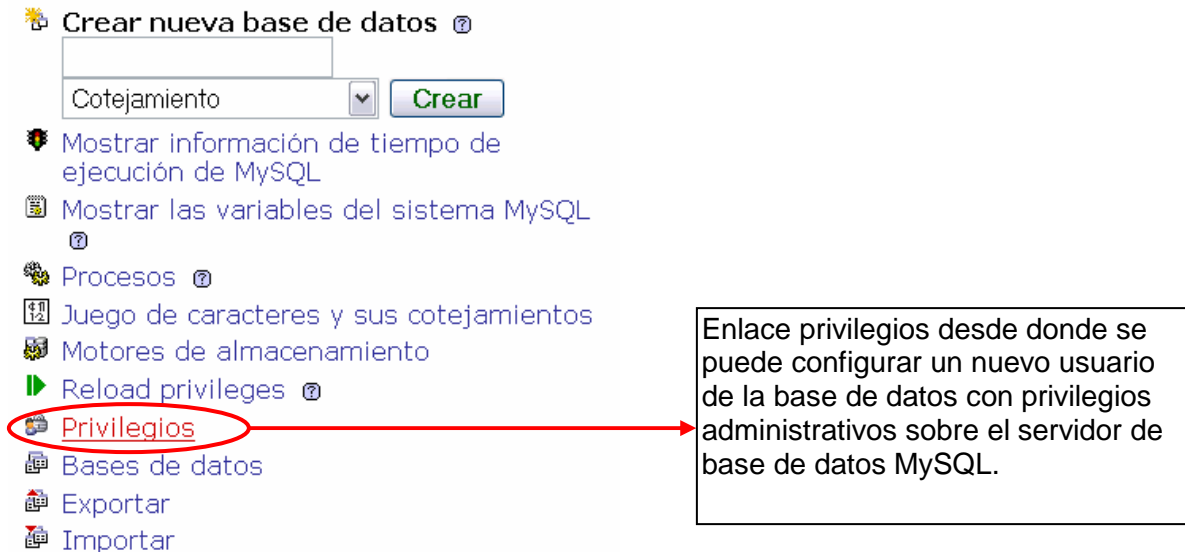 Crear nueva base de datos
Cotejamiento Crear
Mostrar información de tiempo de
ejecución de MySQL
Mostrar las variables del sistema MySQL
Procesos
Juego de caracteres y sus cotejamientos
Motores de almacenamiento
Reload privileges
Privilegios
Bases de datos
Exportar
Importar
Enlace privilegios desde donde se
puede configurar un nuevo usuario
de la base de datos con privilegios
administrativos sobre el servidor de
base de datos MySQL.